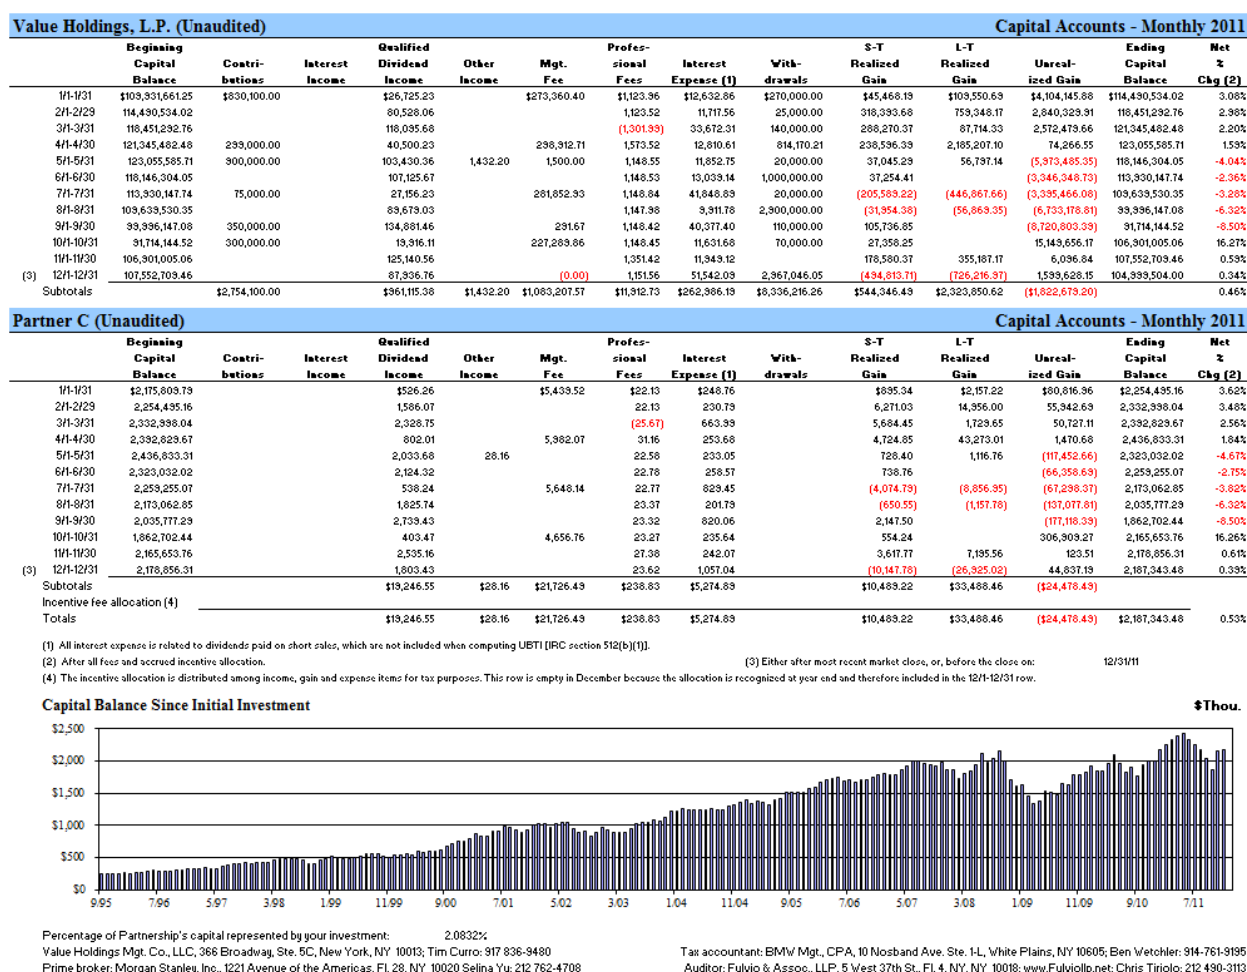 Value Holdings, L.P. (Unaudited) Capital Accounts - Monthly 2011
Beginning Qualified Profes- S-T L-T Ending Net
Capital Contri- Interest Dividend Other Mgt. sional Interest With- Realized Realized Unreal- Capital %
Balance butions Income Income Income Fee Fees Expense (1) drawals Gain Gain ized Gain Balance Chg (2)
1/1-1/31 $109,931,661.25 $830,100.00 $26,725.23 $273,360.40 $1,123.96 $12,632.86 $270,000.00 $45,468.19 $109,550.69 $4,104,145.88 $114,490,534.02 3.08%
2/1-2/29 114,490,534.02 80,528.06 1,123.52 11,717.56 25,000.00 318,393.68 759,348.17 2,840,329.91 118,451,292.76 2.98%
3/1-3/31 118,451,292.76 118,095.68 (1,301.99) 33,672.31 140,000.00 288,270.37 87,714.33 2,572,479.66 121,345,482.48 2.20%
4/1-4/30 121,345,482.48 299,000.00 40,500.23 298,912.71 1,573.52 12,810.61 814,170.21 238,596.39 2,185,207.10 74,266.55 123,055,585.71 1.59%
5/1-5/31 123,055,585.71 900,000.00 103,430.36 1,432.20 1,500.00 1,148.55 11,852.75 20,000.00 37,045.29 56,797.14 (5,973,485.35) 118,146,304.05 -4.04%
6/1-6/30 118,146,304.05 107,125.67 1,148.53 13,039.14 1,000,000.00 37,254.41 (3,346,348.73) 113,930,147.74 -2.36%
7/1-7/31 113,930,147.74 75,000.00 27,156.23 281,852.93 1,148.84 41,848.89 20,000.00 (205,589.22) (446,867.66) (3,395,466.08) 109,639,530.35 -3.28%
8/1-8/31 109,639,530.35 89,679.03 1,147.98 9,911.78 2,900,000.00 (31,954.38) (56,869.35) (6,733,178.81) 99,996,147.08 -6.32%
9/1-9/30 99,996,147.08 350,000.00 134,881.46 291.67 1,148.42 40,377.40 110,000.00 105,736.85 (8,720,803.39) 91,714,144.52 -8.50%
10/1-10/31 91,714,144.52 300,000.00 19,916.11 227,289.86 1,148.45 11,631.68 70,000.00 27,358.25 15,149,656.17 106,901,005.06 16.27%
11/1-11/30 106,901,005.06 125,140.56 1,351.42 11,949.12 178,580.37 355,187.17 6,096.84 107,552,709.46 0.59%
(3) 12/1-12/31 107,552,709.46 87,936.76 (0.00) 1,151.56 51,542.09 2,967,046.05 (494,813.71) (726,216.97) 1,599,628.15 104,999,504.00 0.34%
Subtotals $2,754,100.00 $961,115.38 $1,432.20 $1,083,207.57 $11,912.73 $262,986.19 $8,336,216.26 $544,346.49 $2,323,850.62 ($1,822,679.20) 0.46%
Partner C (Unaudited) Capital Accounts - Monthly 2011
Beginning Qualified Profes- S-T L-T Ending Net
Capital Contri- Interest Dividend Other Mgt. sional Interest With- Realized Realized Unreal- Capital %
Balance butions Income Income Income Fee Fees Expense (1) drawals Gain Gain ized Gain Balance Chg (2)
1/1-1/31 $2,175,809.79 $526.26 $5,439.52 $22.13 $248.76 $895.34 $2,157.22 $80,816.96 $2,254,495.16 3.62%
2/1-2/29 2,254,495.16 1,586.07 22.13 230.79 6,271.03 14,956.00 55,942.69 2,332,998.04 3.48%
3/1-3/31 2,332,998.04 2,328.75 (25.67) 663.99 5,684.45 1,729.65 50,727.11 2,392,829.67 2.56%
4/1-4/30 2,392,829.67 802.01 5,982.07 31.16 253.68 4,724.85 43,273.01 1,470.68 2,436,833.31 1.84%
5/1-5/31 2,436,833.31 2,033.68 28.16 22.58 233.05 728.40 1,116.76 (117,452.66) 2,323,032.02 -4.67%
6/1-6/30 2,323,032.02 2,124.32 22.78 258.57 738.76 (66,358.69) 2,259,255.07 -2.75%
7/1-7/31 2,259,255.07 538.24 5,648.14 22.77 829.45 (4,074.79) (8,856.95) (67,298.37) 2,173,062.85 -3.82%
8/1-8/31 2,173,062.85 1,825.74 23.37 201.79 (650.55) (1,157.78) (137,077.81) 2,035,777.29 -6.32%
9/1-9/30 2,035,777.29 2,739.43 23.32 820.06 2,147.50 (177,118.39) 1,862,702.44 -8.50%
10/1-10/31 1,862,702.44 403.47 4,656.76 23.27 235.64 554.24 306,909.27 2,165,653.76 16.26%
11/1-11/30 2,165,653.76 2,535.16 27.38 242.07 3,617.77 7,195.56 123.51 2,178,856.31 0.61%
(3) 12/1-12/31 2,178,856.31 1,803.43 23.62 1,057.04 (10,147.78) (26,925.02) 44,837.19 2,187,343.48 0.39%
Subtotals $19,246.55 $28.16 $21,726.49 $238.83 $5,274.89 $10,489.22 $33,488.46 ($24,478.49)
Incentive fee allocation (4)
Totals $19,246.55 $28.16 $21,726.49 $238.83 $5,274.89 $10,489.22 $33,488.46 ($24,478.49) $2,187,343.48 0.53%
(1) All interest expense is related to dividends paid on short sales, which are not included when computing UBTI [IRC section 512(b)(1)].
(2) After all fees and accrued incentive allocation. (3) Either after most recent market close, or, before the close on: 12/31/11
(4) The incentive allocation is distributed among income, gain and expense items for tax purposes. This row is empty in December because the allocation is recognized at year end and therefore included in the 12/1-12/31 row.
Capital Balance Since Initial Investment $Thou.
$2,500
$2,000
$1,500
$1,000
$500
$0
9/95 7/96 5/97 3/98 1/99 11/99 9/00 7/01 5/02 3/03 1/04 11/04 9/05 7/06 5/07 3/08 1/09 11/09 9/10 7/11
Percentage of Partnership's capital represented by your investment: 2.0832%
Value Holdings Mgt. Co., LLC, 366 Broadway, Ste. 5C, New York, NY 10013; Tim Curro: 917 836-9480 Tax accountant: BMW Mgt., CPA, 10 Nosband Ave. Ste. 1-L, White Plains, NY 10605; Ben Wetchler: 914-761-9195
Prime broker: Morgan Stanley, Inc., 1221 Avenue of the Americas, Fl. 28, NY, 10020 Selina Yu: 212 762-4708 Auditor: Fulvio & Assoc., LLP, 5 West 37th St., Fl. 4, NY, NY 10018; www.Fulviollp.net; Chris Tiriolo: 212 490-3113